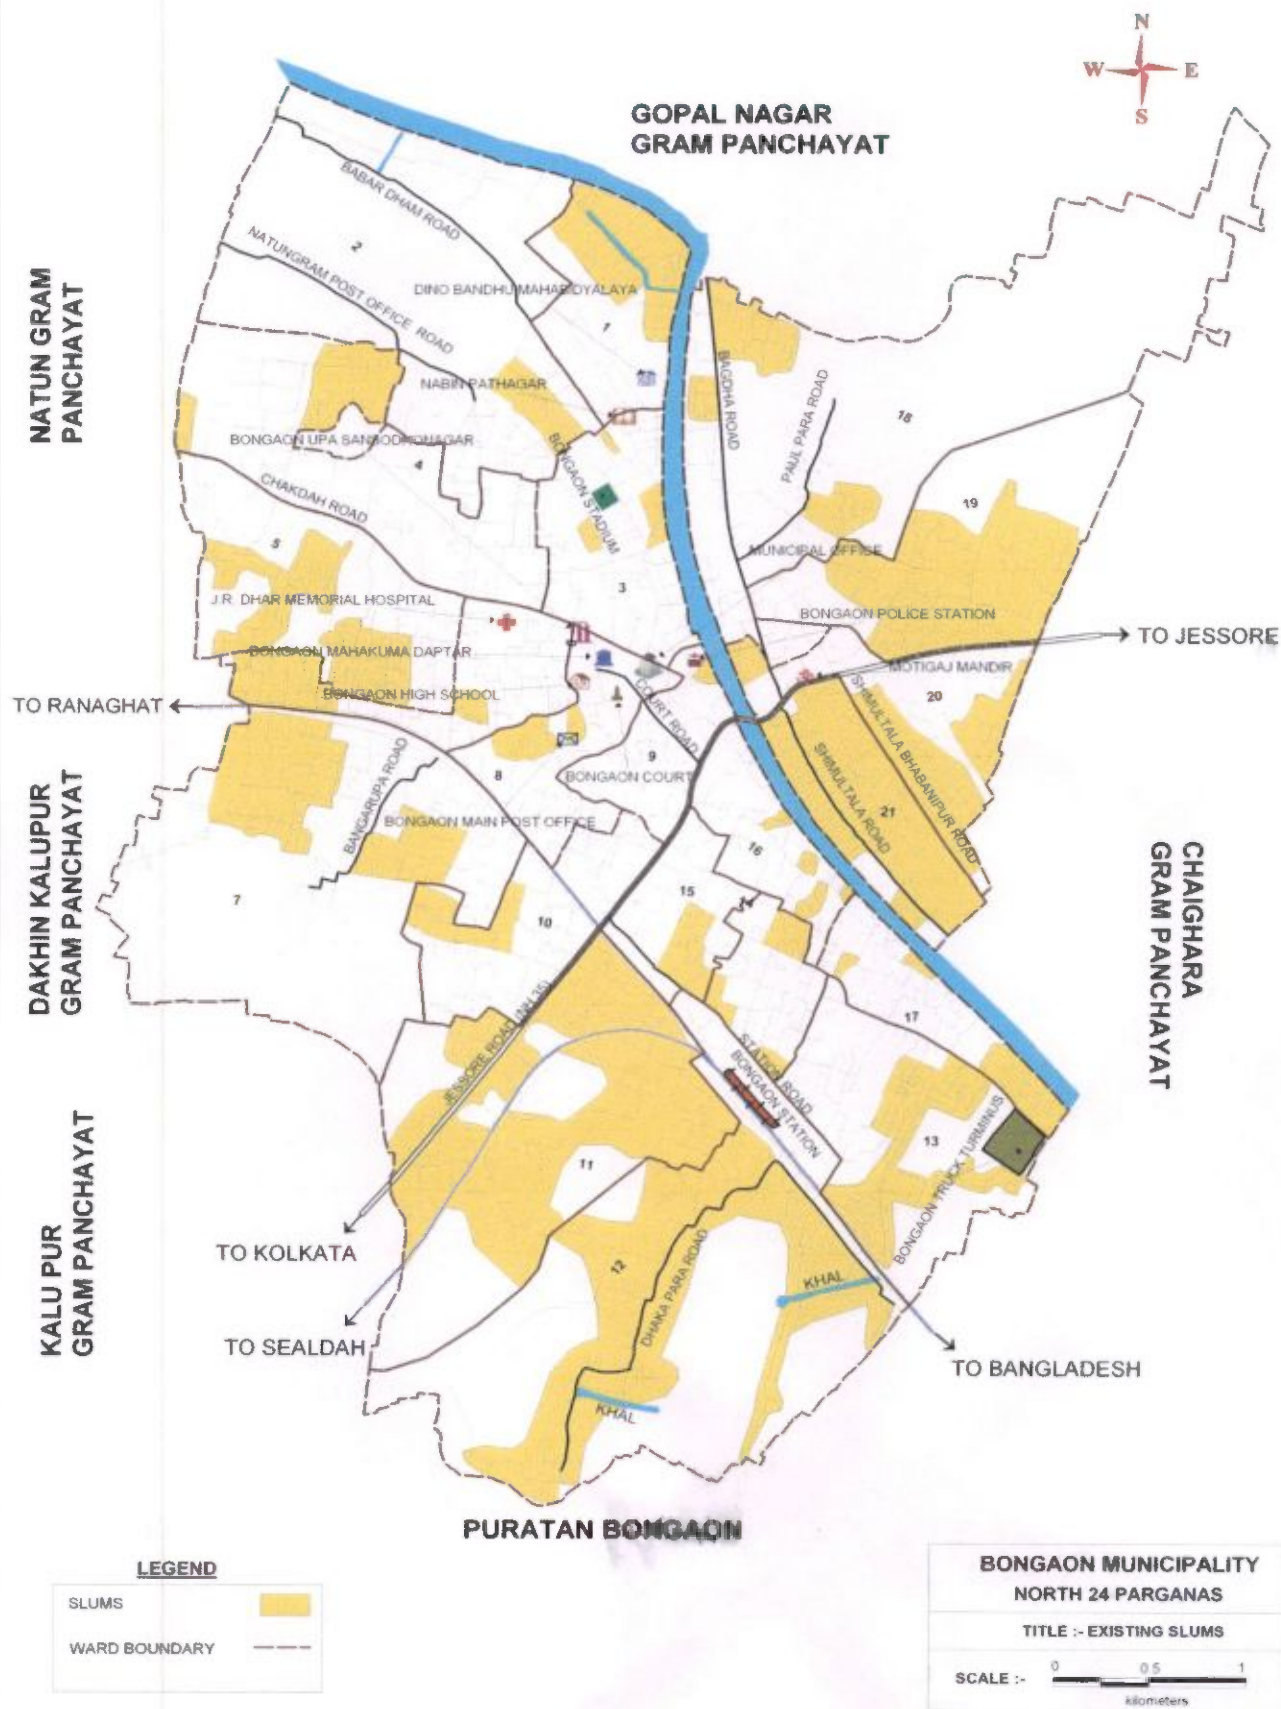 N
W E
S
GOPAL NAGAR
GRAM PANCHAYAT
BABAR DHAM ROAD
2
NATUNGRAM POST OFFICE ROAD
DINO BANDHU MAHABIDYALAYA
1
NATUN GRAM
PANCHAYAT
NABIN PATHAGAR
BAGDHA ROAD
PAUL PARA ROAD
18
BONGAON UPA SANSODHONAGAR
4
BONGAON STADIUM
CHAKDAH ROAD
19
5
MUNICIPAL OFFICE
3
J.R. DHAR MEMORIAL HOSPITAL
BONGAON POLICE STATION
TO JESSORE
BONGAON MAHAKUMA DAPTAR
MOTIGAJ MANDIR
BONGAON HIGH SCHOOL
20
TO RANAGHAT
COURT ROAD
SHIMULTALA BHABANIPUR ROAD
SHIMULTALA ROAD
9
8
BONGAON COURT
BANGARUPA ROAD
21
BONGAON MAIN POST OFFICE
16
DAKHIN KALUPUR
GRAM PANCHAYAT
CHAIGHARA
GRAM PANCHAYAT
7
15
14
10
JESSORE ROAD (NH 35)
17
STATION ROAD
BONGAON STATION
13
BONGAON TRUCK TURMINUS
11
KALU PUR
GRAM PANCHAYAT
TO KOLKATA
12
DHAKA PARA ROAD
KHAL
TO SEALDAH
TO BANGLADESH
KHAL
PURATAN BONGAON
LEGEND
SLUMS
WARD BOUNDARY
BONGAON MUNICIPALITY
NORTH 24 PARGANAS
TITLE :- EXISTING SLUMS
SCALE :- 0 0.5 1
kilometers